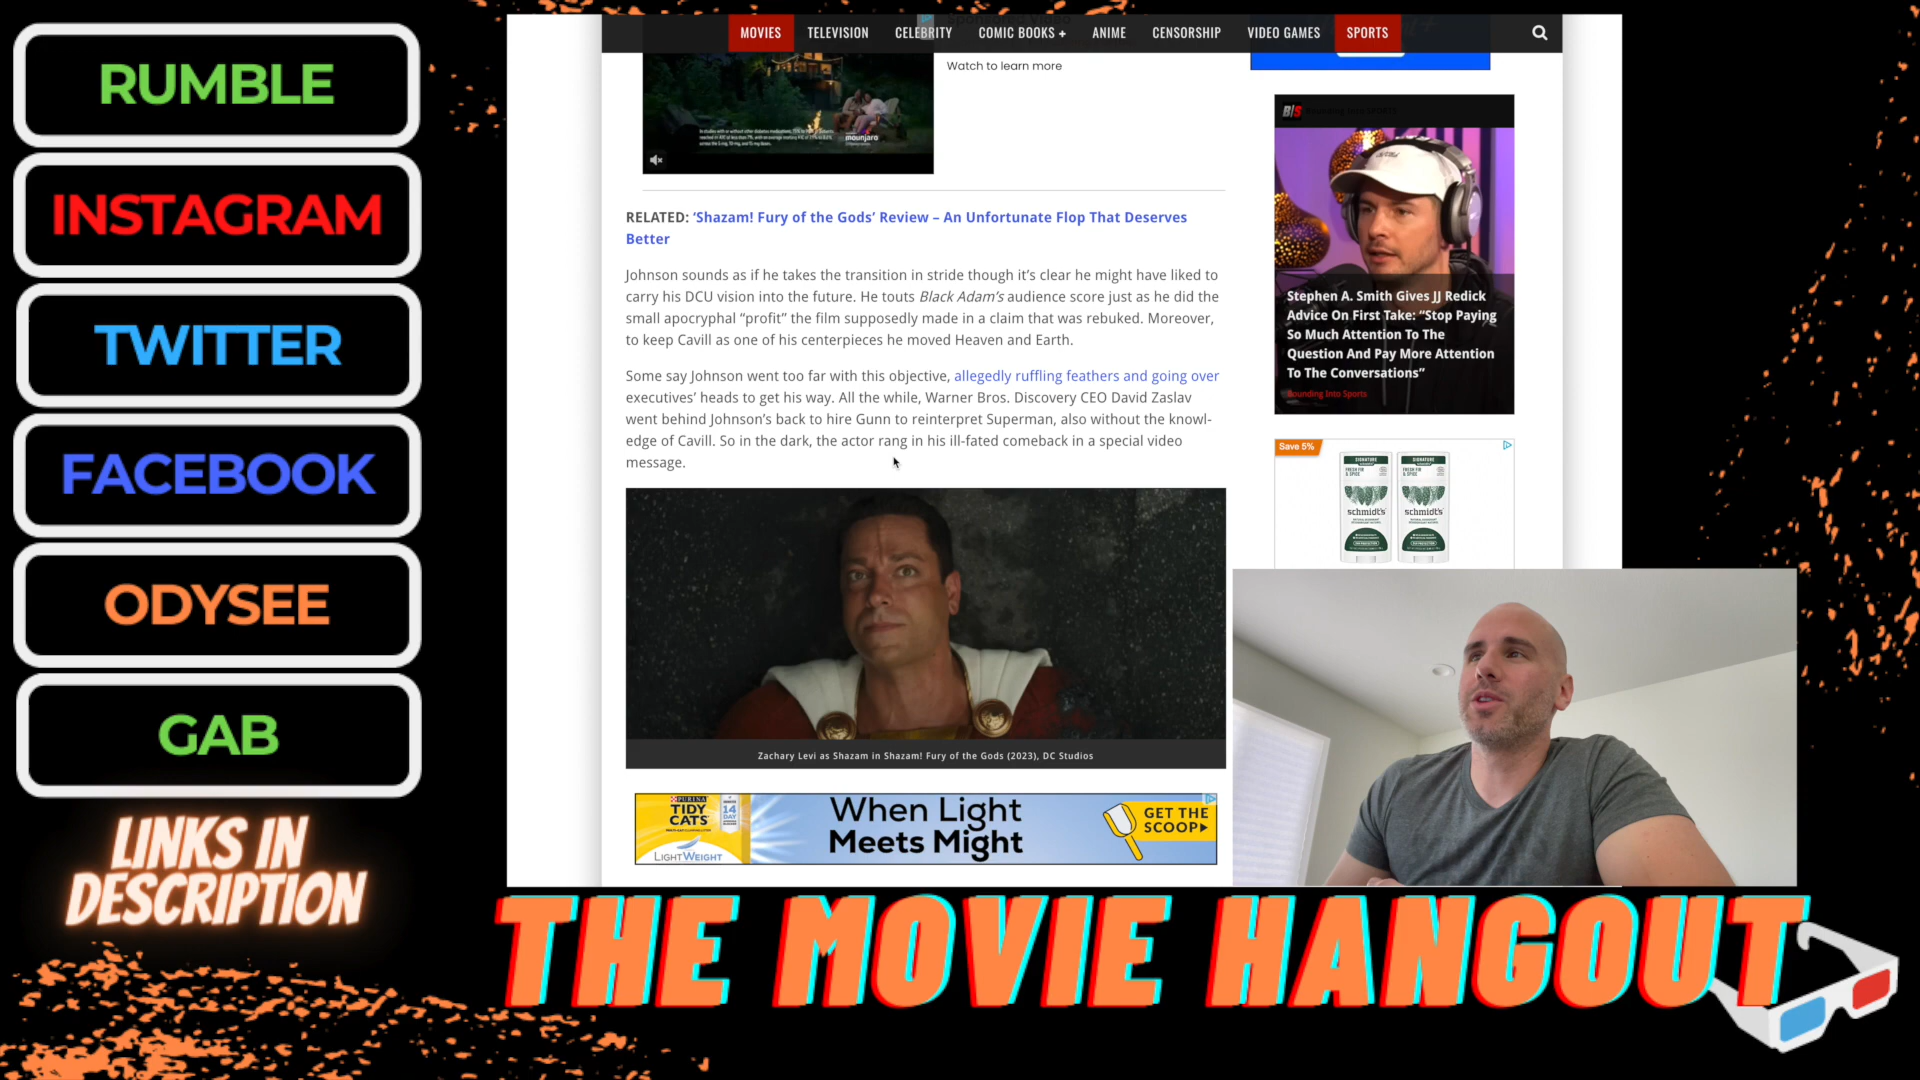 RUMBLE
INSTAGRAM
TWITTER
FACEBOOK
ODYSEE
GAB
LINKS IN
DESCRIPTION
MOVIES TELEVISION CELEBRITY COMIC BOOKS + ANIME CENSORSHIP VIDEO GAMES SPORTS
Watch to learn more
mounjaro
RELATED: ‘Shazam! Fury of the Gods’ Review – An Unfortunate Flop That Deserves
Better
Johnson sounds as if he takes the transition in stride though it’s clear he might have liked to
carry his DCU vision into the future. He touts Black Adam’s audience score just as he did the
small apocryphal “profit” the film supposedly made in a claim that was rebuked. Moreover,
to keep Cavill as one of his centerpieces he moved Heaven and Earth.
Some say Johnson went too far with this objective, allegedly ruffling feathers and going over
executives’ heads to get his way. All the while, Warner Bros. Discovery CEO David Zaslav
went behind Johnson’s back to hire Gunn to reinterpret Superman, also without the knowl-
edge of Cavill. So in the dark, the actor rang in his ill-fated comeback in a special video
message.
Zachary Levi as Shazam in Shazam! Fury of the Gods (2023), DC Studios
PURINA
TIDY
CATS
14
DAY
LIGHTWEIGHT
When Light
Meets Might
GET THE
SCOOP
B|S
Stephen A. Smith Gives JJ Redick
Advice On First Take: “Stop Paying
So Much Attention To The
Question And Pay More Attention
To The Conversations”
Bounding Into Sports
Save 5%
SIGNATURE SIGNATURE
schmidt's schmidt's
THE MOVIE HANGOUT